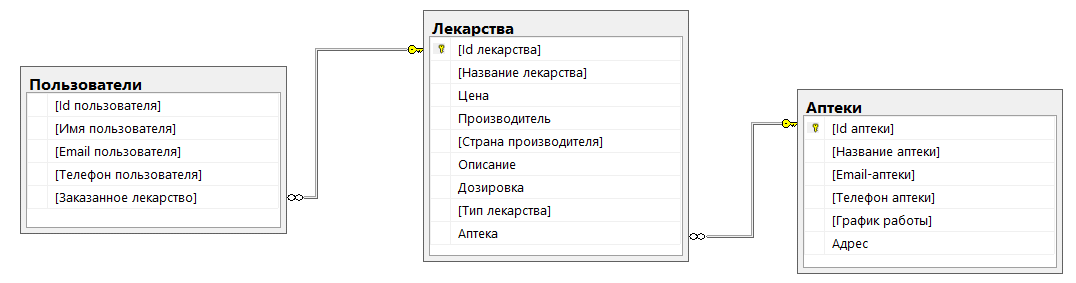 Пользователи
[Id пользователя]
[Имя пользователя]
[Email пользователя]
[Телефон пользователя]
[Заказанное лекарство]
Лекарства
[Id лекарства]
[Название лекарства]
Цена
Производитель
[Страна производителя]
Описание
Дозировка
[Тип лекарства]
Аптека
Аптеки
[Id аптеки]
[Название аптеки]
[Email-аптеки]
[Телефон аптеки]
[График работы]
Адрес